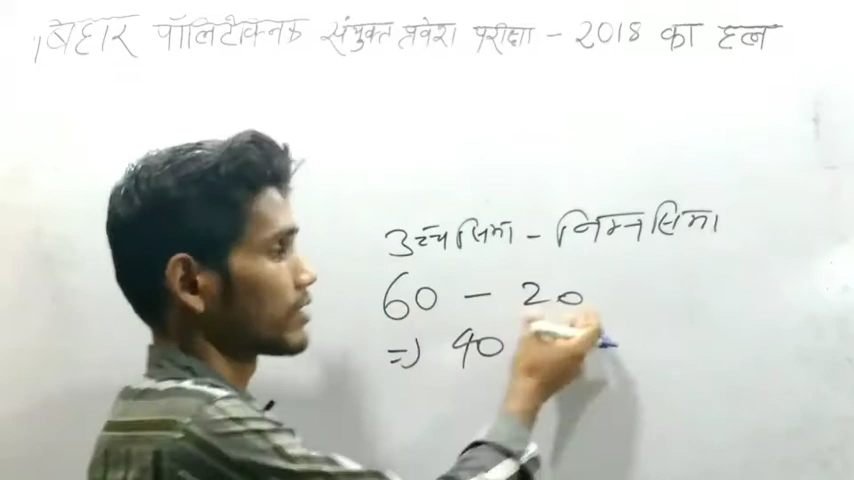 बिहार पॉलिटेक्निक संयुक्त प्रवेश परीक्षा - 2018 का हल
उच्च सिमा - निम्न सिमा
60 - 20
=> 40